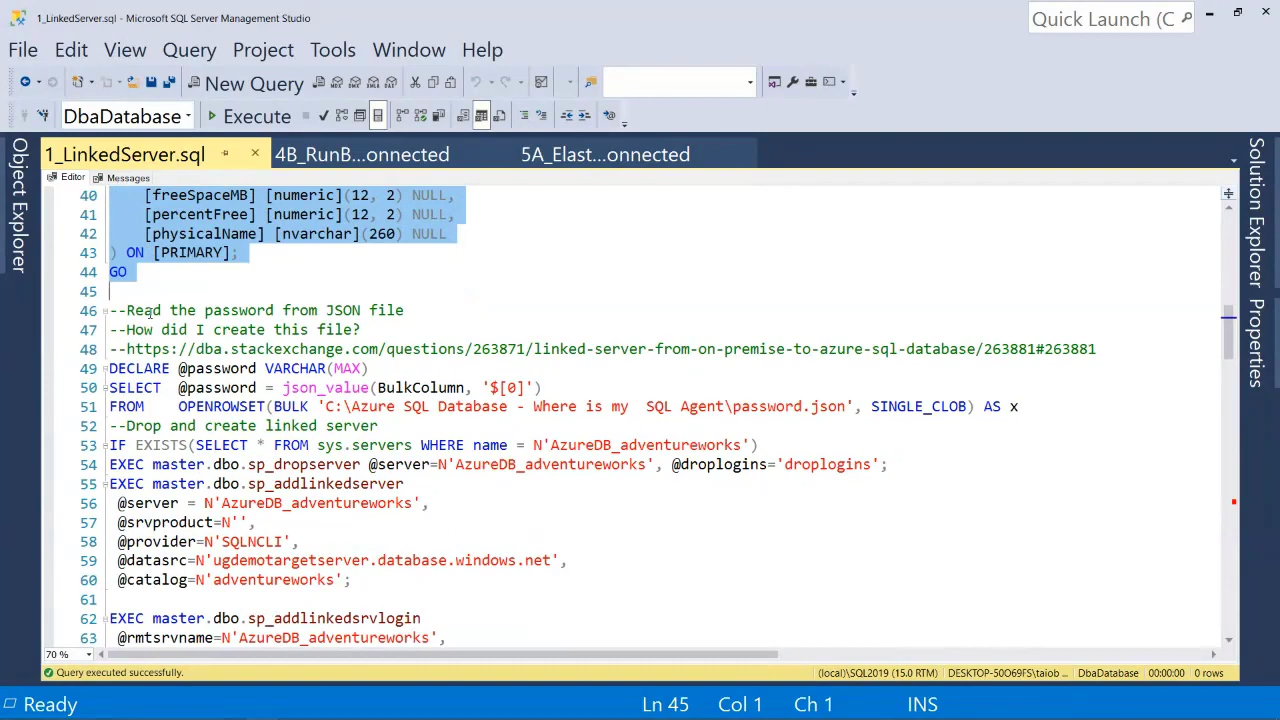 1_LinkedServer.sql - Microsoft SQL Server Management Studio
Quick Launch (C
File Edit View Query Project Tools Window Help
New Query
DbaDatabase Execute
1_LinkedServer.sql 4B_RunB...onnected 5A_Elast...onnected
Editor Messages
Object Explorer
Solution Explorer
Properties
40 [freeSpaceMB] [numeric](12, 2) NULL,
41 [percentFree] [numeric](12, 2) NULL,
42 [physicalName] [nvarchar](260) NULL
43 ) ON [PRIMARY];
44 GO
45
46 --Read the password from JSON file
47 --How did I create this file?
48 --https://dba.stackexchange.com/questions/263871/linked-server-from-on-premise-to-azure-sql-database/263881#263881
49 DECLARE @password VARCHAR(MAX)
50 SELECT @password = json_value(BulkColumn, '$[0]')
51 FROM OPENROWSET(BULK 'C:\Azure SQL Database - Where is my  SQL Agent\password.json', SINGLE_CLOB) AS x
52 --Drop and create linked server
53 IF EXISTS(SELECT * FROM sys.servers WHERE name = N'AzureDB_adventureworks')
54 EXEC master.dbo.sp_dropserver @server=N'AzureDB_adventureworks', @droplogins='droplogins';
55 EXEC master.dbo.sp_addlinkedserver
56 @server = N'AzureDB_adventureworks',
57 @srvproduct=N'',
58 @provider=N'SQLNCLI',
59 @datasrc=N'ugdemotargetserver.database.windows.net',
60 @catalog=N'adventureworks';
61
62 EXEC master.dbo.sp_addlinkedsrvlogin
63 @rmtsrvname=N'AzureDB_adventureworks',
70 %
Query executed successfully. (local)\SQL2019 (15.0 RTM) DESKTOP-50O69FS\taiob ... DbaDatabase 00:00:00 0 rows
Ready Ln 45 Col 1 Ch 1 INS